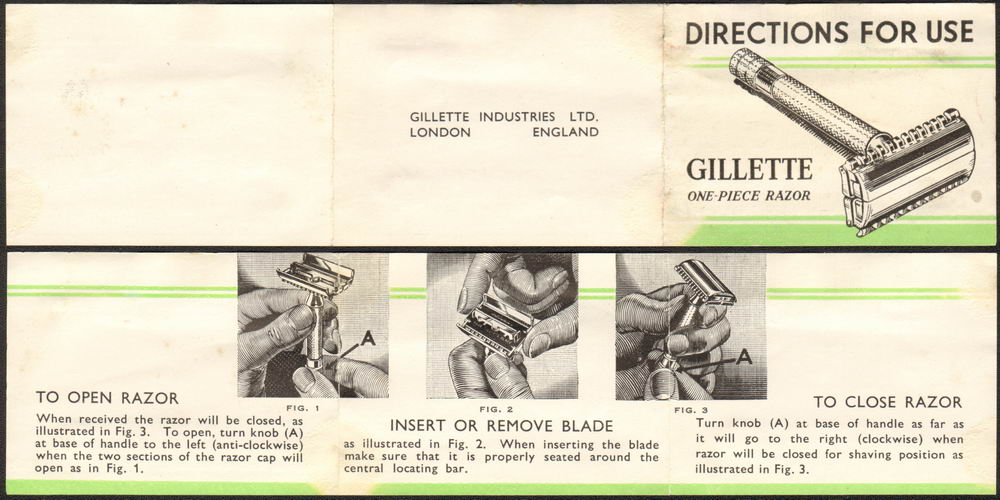 GILLETTE INDUSTRIES LTD.
LONDON ENGLAND
DIRECTIONS FOR USE
GILLETTE
ONE-PIECE RAZOR
A
A
FIG. 1
FIG. 2
FIG. 3
TO OPEN RAZOR
When received the razor will be closed, as
illustrated in Fig. 3. To open, turn knob (A)
at base of handle to the left (anti-clockwise)
when the two sections of the razor cap will
open as in Fig. 1.
INSERT OR REMOVE BLADE
as illustrated in Fig. 2. When inserting the blade
make sure that it is properly seated around the
central locating bar.
TO CLOSE RAZOR
Turn knob (A) at base of handle as far as
it will go to the right (clockwise) when
razor will be closed for shaving position as
illustrated in Fig. 3.